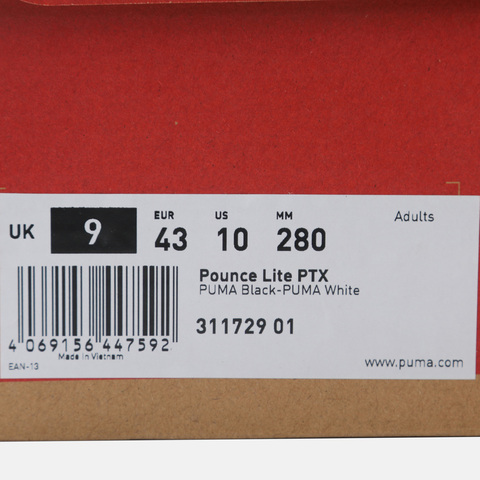 EUR US MM Adults
UK 9 43 10 280
Pounce Lite PTX
PUMA Black-PUMA White
311729 01
4 069156 447592
Made in Vietnam
EAN-13
www.puma.com